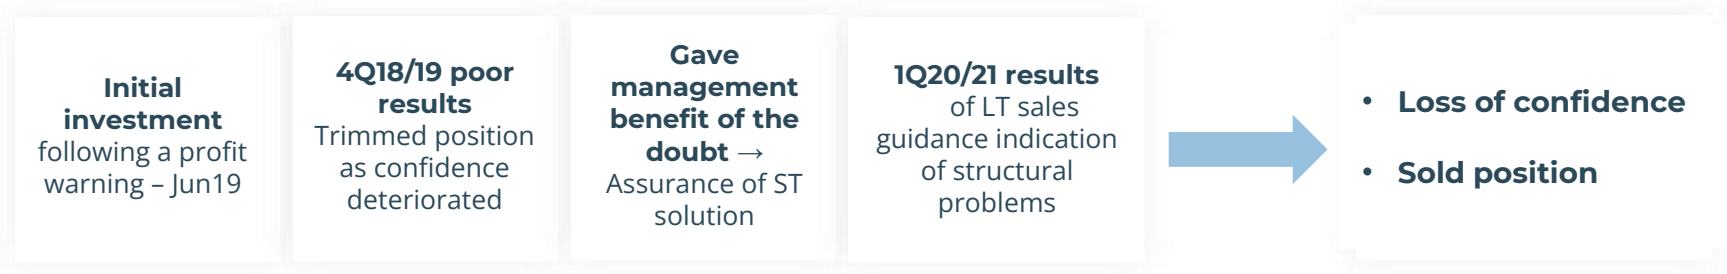 Initial
investment
following a profit
warning – Jun19
4Q18/19 poor
results
Trimmed position
as confidence
deteriorated
Gave
management
benefit of the
doubt →
Assurance of ST
solution
1Q20/21 results
of LT sales
guidance indication
of structural
problems
• Loss of confidence
• Sold position